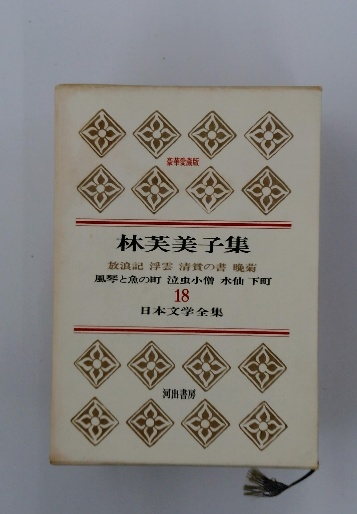 豪華愛蔵版
林芙美子集
放浪記 浮雲 清貧の書 晩菊
風琴と魚の町 泣虫小僧 水仙 下町
18
日本文学全集
河出書房